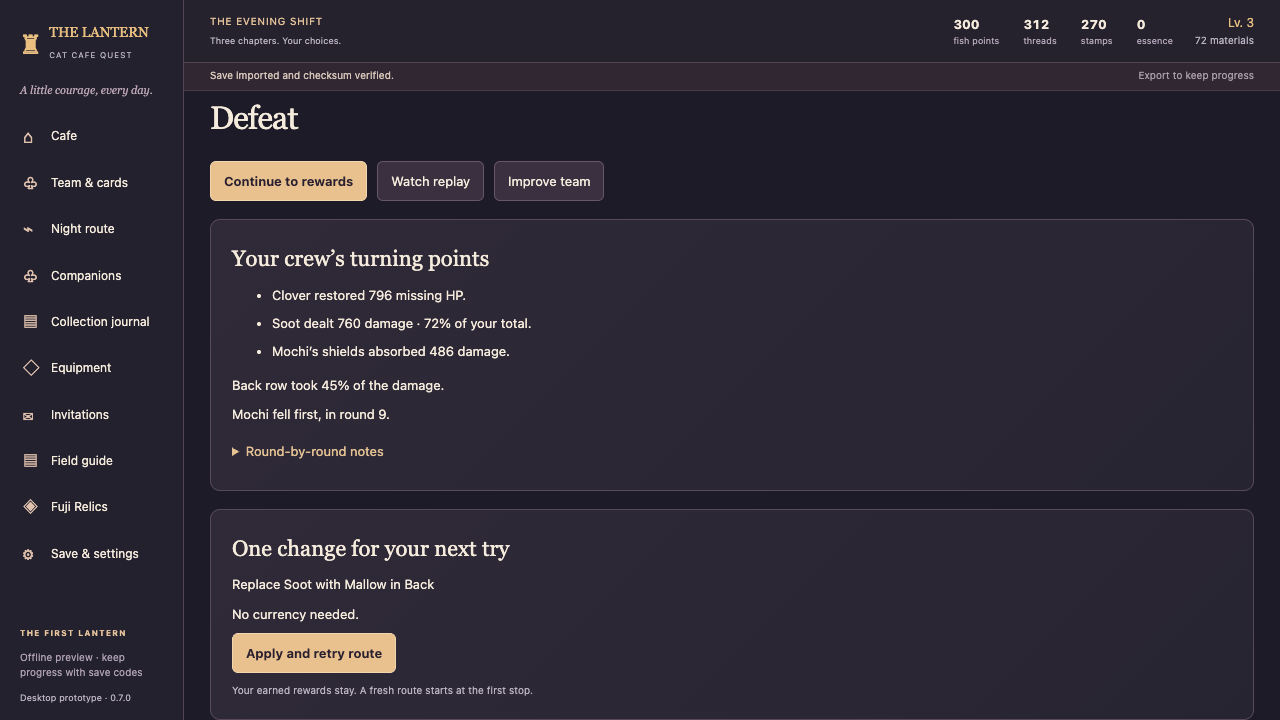 THE LANTERN
CAT CAFE QUEST
A little courage, every day.
Cafe
Team & cards
Night route
Companions
Collection journal
Equipment
Invitations
Field guide
Fuji Relics
Save & settings
THE FIRST LANTERN
Offline preview · keep
progress with save codes
Desktop prototype · 0.7.0
THE EVENING SHIFT
Three chapters. Your choices.
300
fish points
312
threads
270
stamps
0
essence
Lv. 3
72 materials
Save imported and checksum verified.
Export to keep progress
Defeat
Continue to rewards
Watch replay
Improve team
Your crew’s turning points
• Clover restored 796 missing HP.
• Soot dealt 760 damage · 72% of your total.
• Mochi’s shields absorbed 486 damage.
Back row took 45% of the damage.
Mochi fell first, in round 9.
Round-by-round notes
One change for your next try
Replace Soot with Mallow in Back
No currency needed.
Apply and retry route
Your earned rewards stay. A fresh route starts at the first stop.